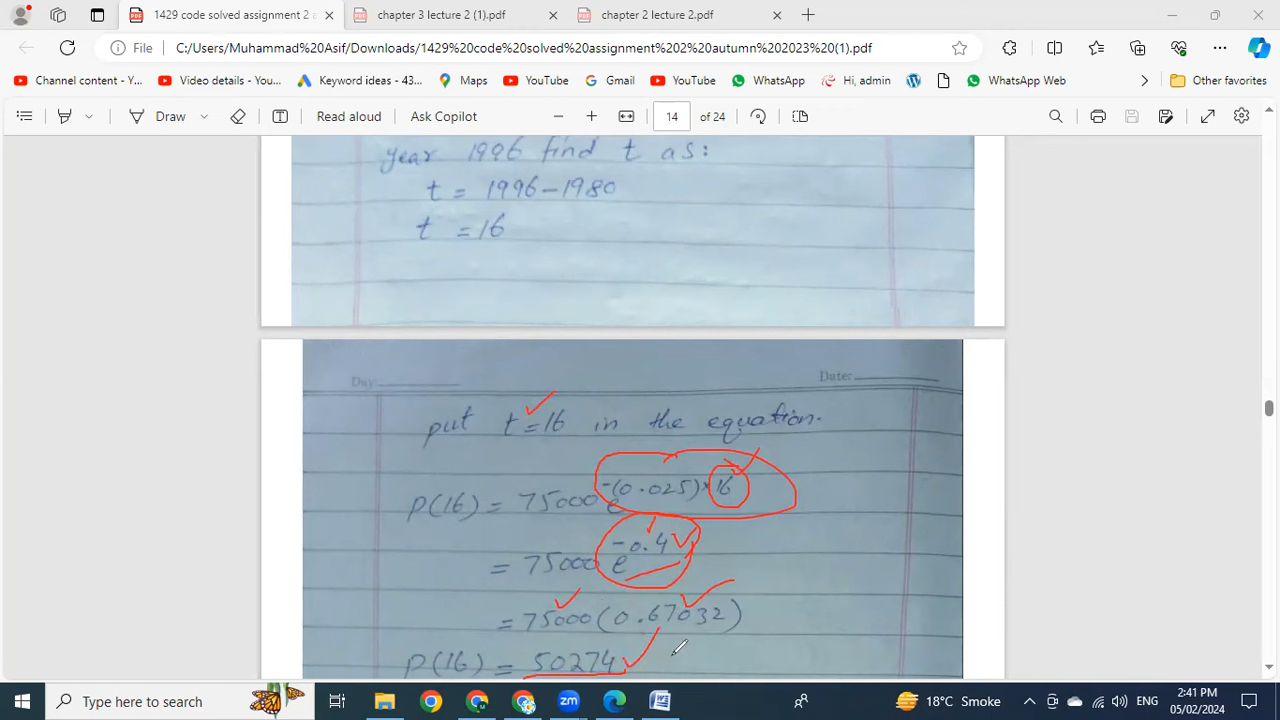 1429 code solved assignment 2 a
chapter 3 lecture 2 (1).pdf
chapter 2 lecture 2.pdf
File
C:/Users/Muhammad%20Asif/Downloads/1429%20code%20solved%20assignment%202%20autumn%202023%20(1).pdf
Channel content - Y...
Video details - You...
Keyword ideas - 43...
Maps
YouTube
Gmail
YouTube
WhatsApp
Hi, admin
WhatsApp Web
Other favorites
Draw
Read aloud
Ask Copilot
14
of 24
year 1996 find t as:
t = 1996-1980
t = 16
Day
Date:
put t=16 in the equation.
P(16) = 75000 e^-(0.025)×16
= 75000 e^-0.4
= 75000 (0.67032)
P(16) = 50274
Type here to search
18°C Smoke
ENG
2:41 PM
05/02/2024